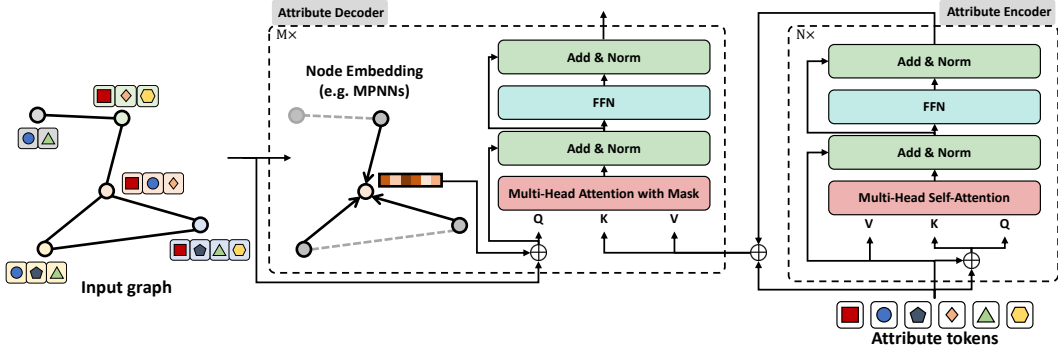 Attribute Decoder
Attribute Encoder
M×
N×
Node Embedding
(e.g. MPNNs)
Add & Norm
FFN
Add & Norm
Multi-Head Attention with Mask
Q
K
V
Add & Norm
FFN
Add & Norm
Multi-Head Self-Attention
V
K
Q
Input graph
Attribute tokens